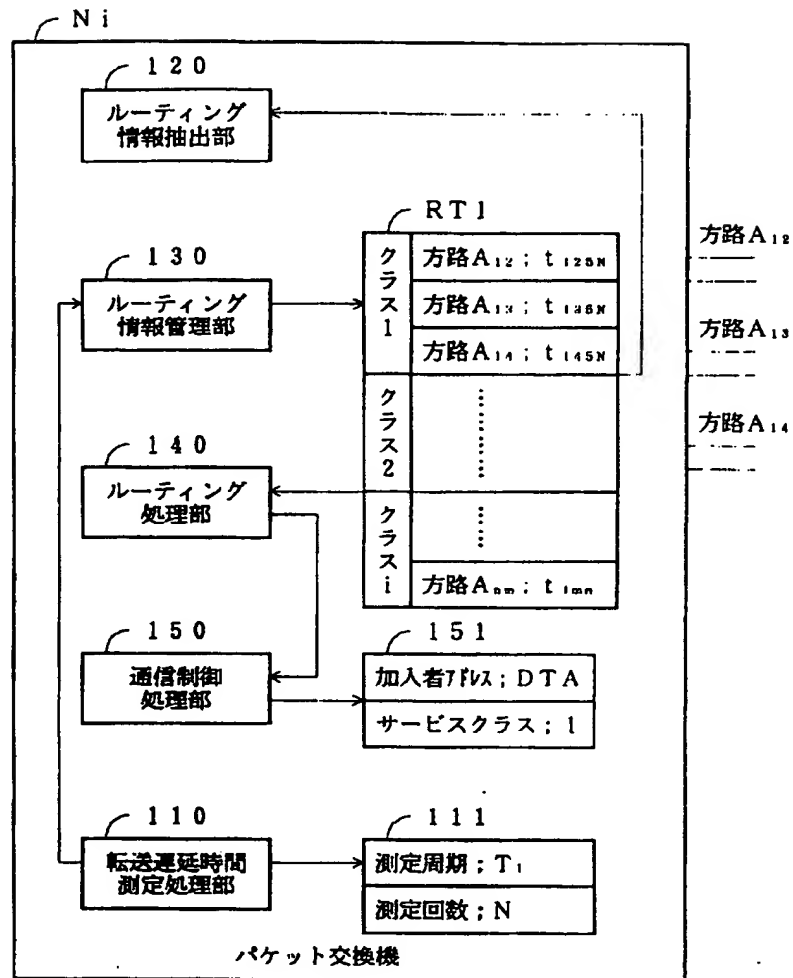 Ni
120
ルーティング
情報抽出部
RT1
方路A₁₂
130
ルーティング
情報管理部
クラス1
方路A₁₂; t₁₂₅N
方路A₁₃; t₁₃₅N
方路A₁₄; t₁₄₅N
方路A₁₃
クラス2
方路A₁₄
140
ルーティング
処理部
クラスi
方路Aₙₘ; t
150
通信制御
処理部
151
加入者アドレス; DTA
サービスクラス; 1
110
転送遅延時間
測定処理部
111
測定周期; T₁
測定回数; N
パケット交換機